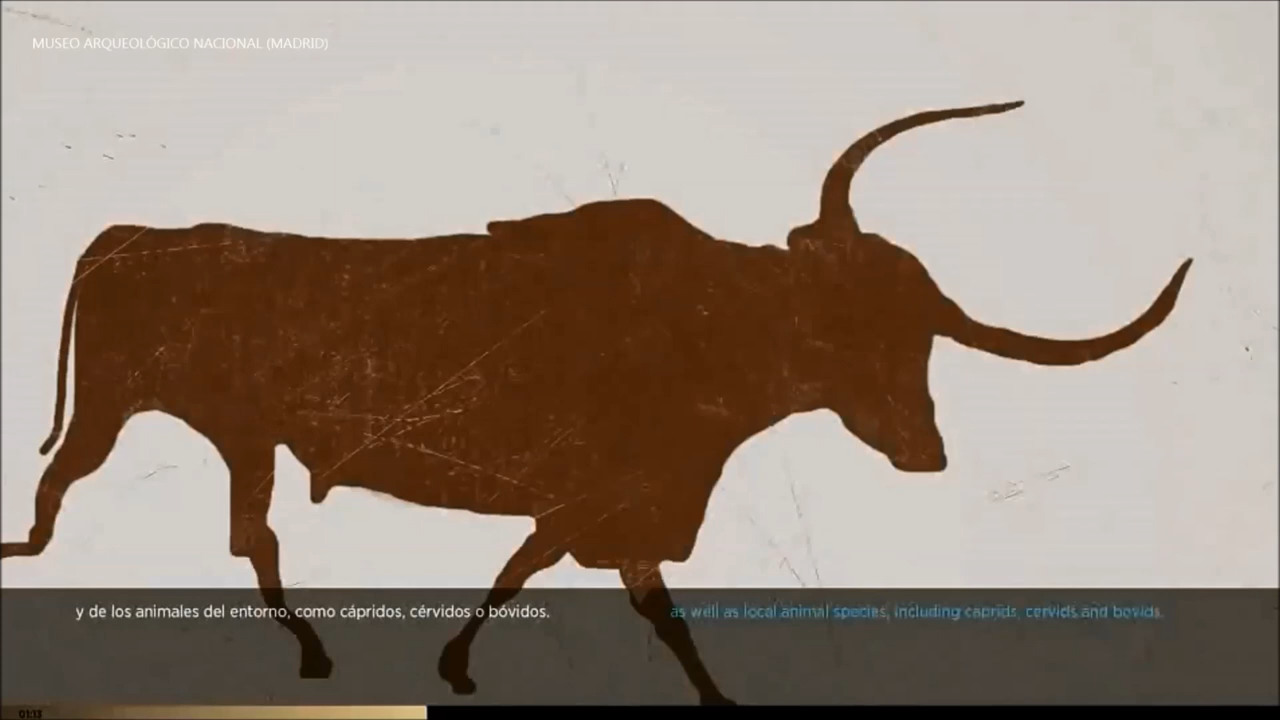 MUSEO ARQUEOLÓGICO NACIONAL (MADRID)
y de los animales del entorno, como cápridos, cérvidos o bóvidos.
as well as local animal species, including caprids, cervids and bovids.
01:13